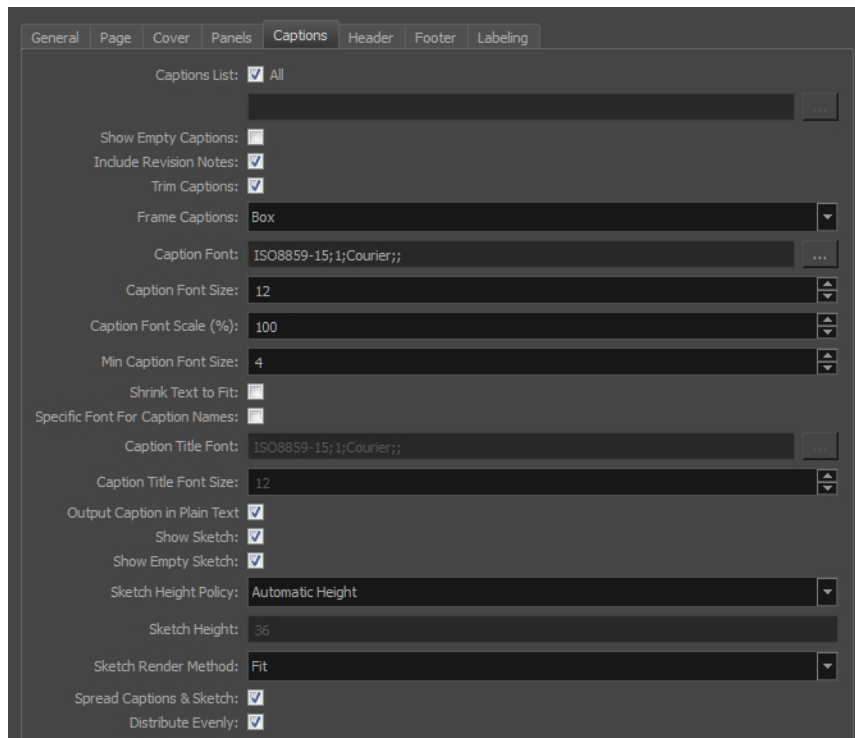 General Page Cover Panels Captions Header Footer Labeling
Captions List: All
...
Show Empty Captions:
Include Revision Notes:
Trim Captions:
Frame Captions: Box
Caption Font: ISO8859-15;1;Courier;; ...
Caption Font Size: 12
Caption Font Scale (%): 100
Min Caption Font Size: 4
Shrink Text to Fit:
Specific Font For Caption Names:
Caption Title Font: ISO8859-15;1;Courier;; ...
Caption Title Font Size: 12
Output Caption in Plain Text
Show Sketch:
Show Empty Sketch:
Sketch Height Policy: Automatic Height
Sketch Height: 36
Sketch Render Method: Fit
Spread Captions & Sketch:
Distribute Evenly: